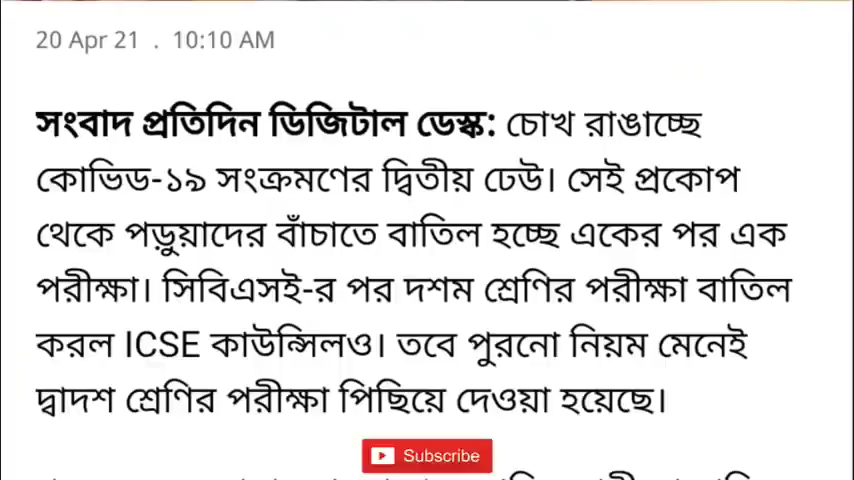 20 Apr 21 . 10:10 AM
সংবাদ প্রতিদিন ডিজিটাল ডেস্ক: চোখ রাঙাচ্ছে
কোভিড-১৯ সংক্রমণের দ্বিতীয় ঢেউ। সেই প্রকোপ
থেকে পড়ুয়াদের বাঁচাতে বাতিল হচ্ছে একের পর এক
পরীক্ষা। সিবিএসই-র পর দশম শ্রেণির পরীক্ষা বাতিল
করল ICSE কাউন্সিলও। তবে পুরনো নিয়ম মেনেই
দ্বাদশ শ্রেণির পরীক্ষা পিছিয়ে দেওয়া হয়েছে।
Subscribe